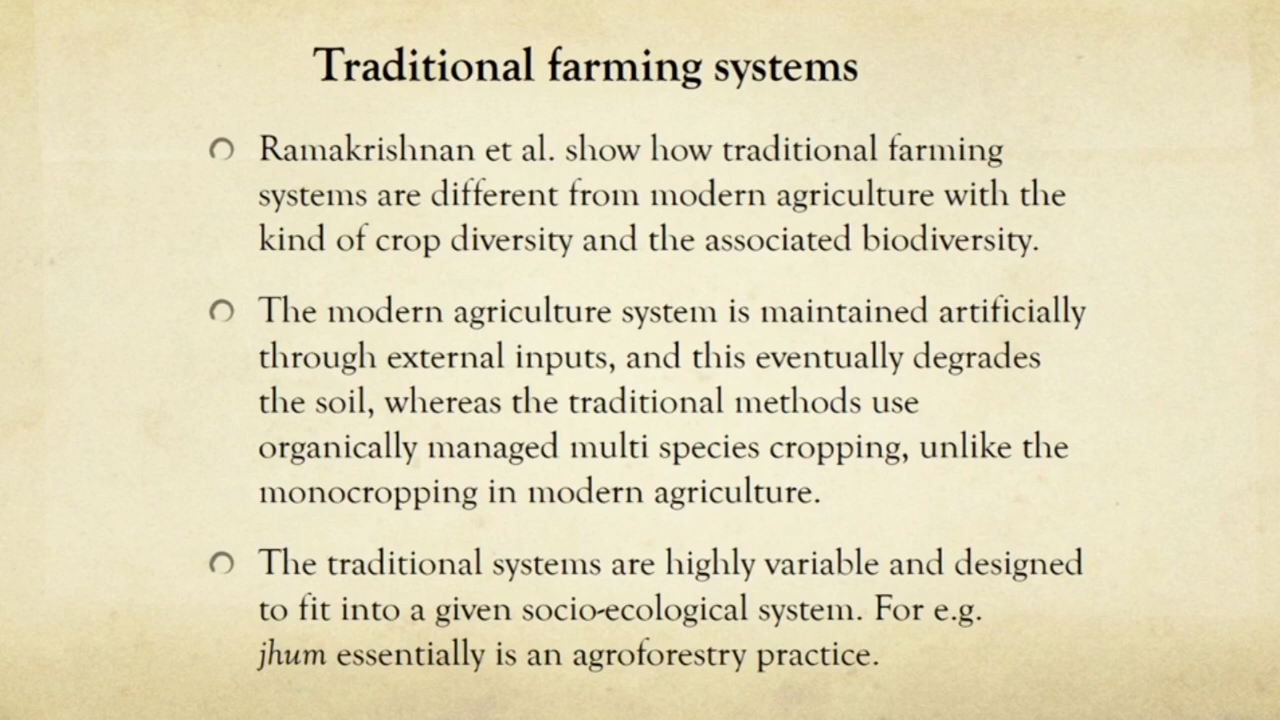 Traditional farming systems
Ramakrishnan et al. show how traditional farming
systems are different from modern agriculture with the
kind of crop diversity and the associated biodiversity.
The modern agriculture system is maintained artificially
through external inputs, and this eventually degrades
the soil, whereas the traditional methods use
organically managed multi species cropping, unlike the
monocropping in modern agriculture.
The traditional systems are highly variable and designed
to fit into a given socio-ecological system. For e.g.
jhum essentially is an agroforestry practice.